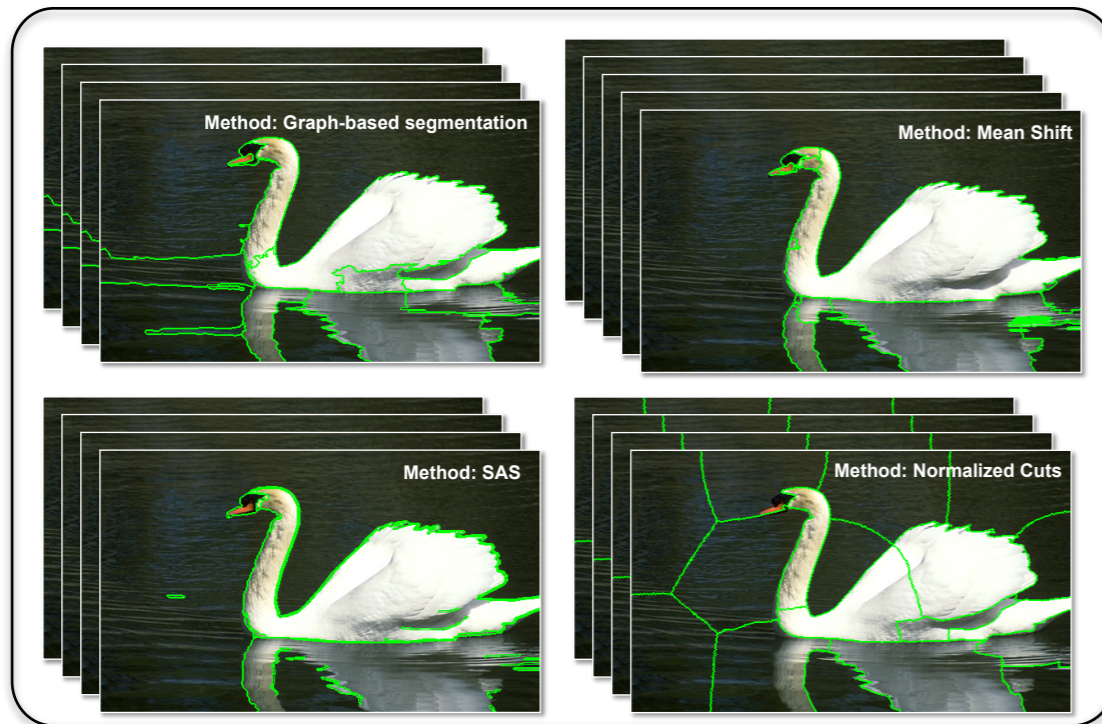 Method: Graph-based segmentation
Method: Mean Shift
Method: SAS
Method: Normalized Cuts